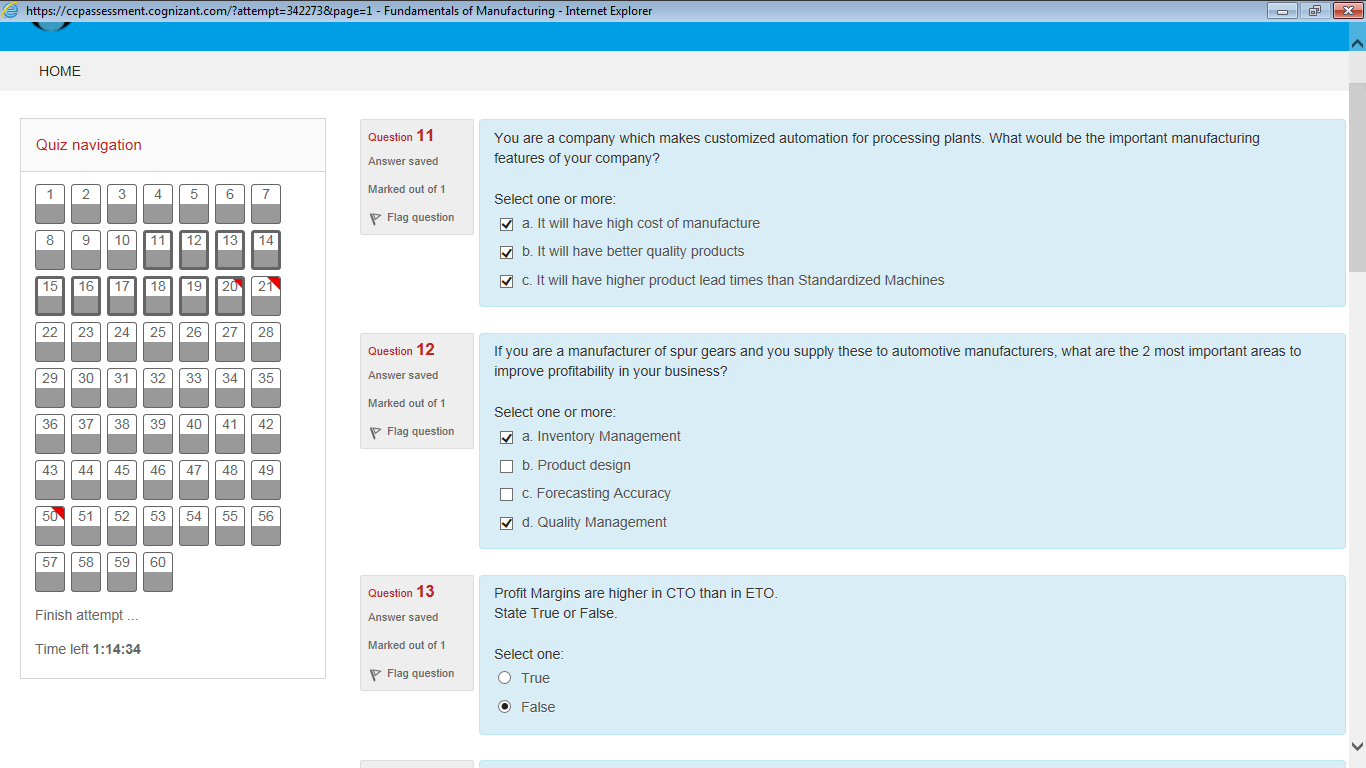 https://ccpassessment.cognizant.com/?attempt=342273&page=1 - Fundamentals of Manufacturing - Internet Explorer
HOME
Quiz navigation
1 2 3 4 5 6 7
8 9 10 11 12 13 14
15 16 17 18 19 20 21
22 23 24 25 26 27 28
29 30 31 32 33 34 35
36 37 38 39 40 41 42
43 44 45 46 47 48 49
50 51 52 53 54 55 56
57 58 59 60
Finish attempt ...
Time left 1:14:34
Question 11
Answer saved
Marked out of 1
Flag question
You are a company which makes customized automation for processing plants. What would be the important manufacturing
features of your company?
Select one or more:
a. It will have high cost of manufacture
b. It will have better quality products
c. It will have higher product lead times than Standardized Machines
Question 12
Answer saved
Marked out of 1
Flag question
If you are a manufacturer of spur gears and you supply these to automotive manufacturers, what are the 2 most important areas to
improve profitability in your business?
Select one or more:
a. Inventory Management
b. Product design
c. Forecasting Accuracy
d. Quality Management
Question 13
Answer saved
Marked out of 1
Flag question
Profit Margins are higher in CTO than in ETO.
State True or False.
Select one:
True
False